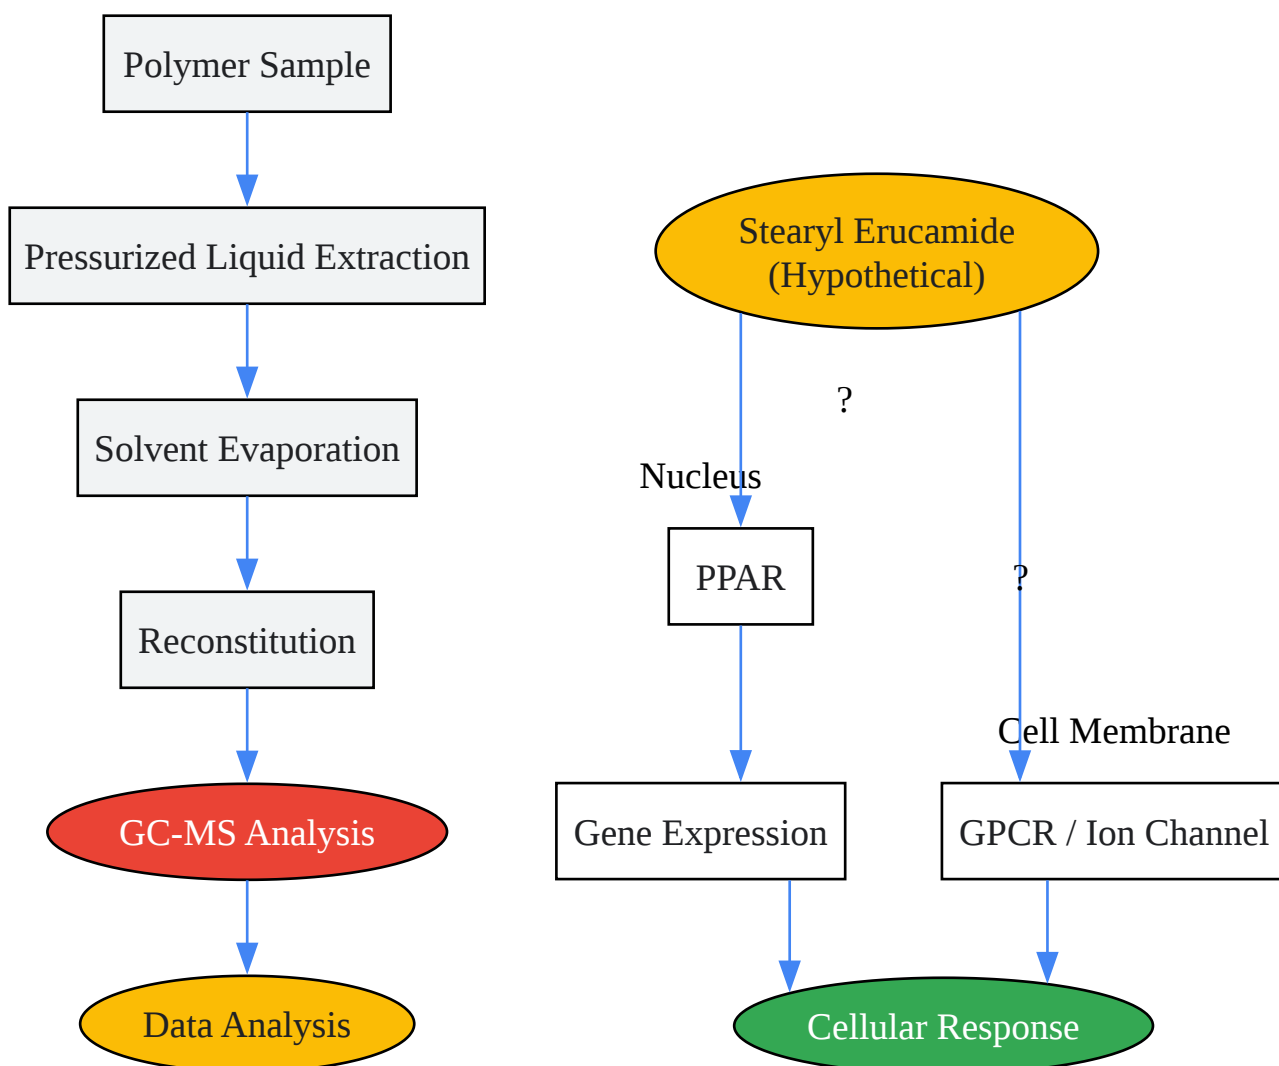 Polymer Sample
Pressurized Liquid Extraction
Solvent Evaporation
Reconstitution
GC-MS Analysis
Data Analysis
Stearyl Erucamide
(Hypothetical)
?
Nucleus
PPAR
?
Cell Membrane
Gene Expression
GPCR / Ion Channel
Cellular Response